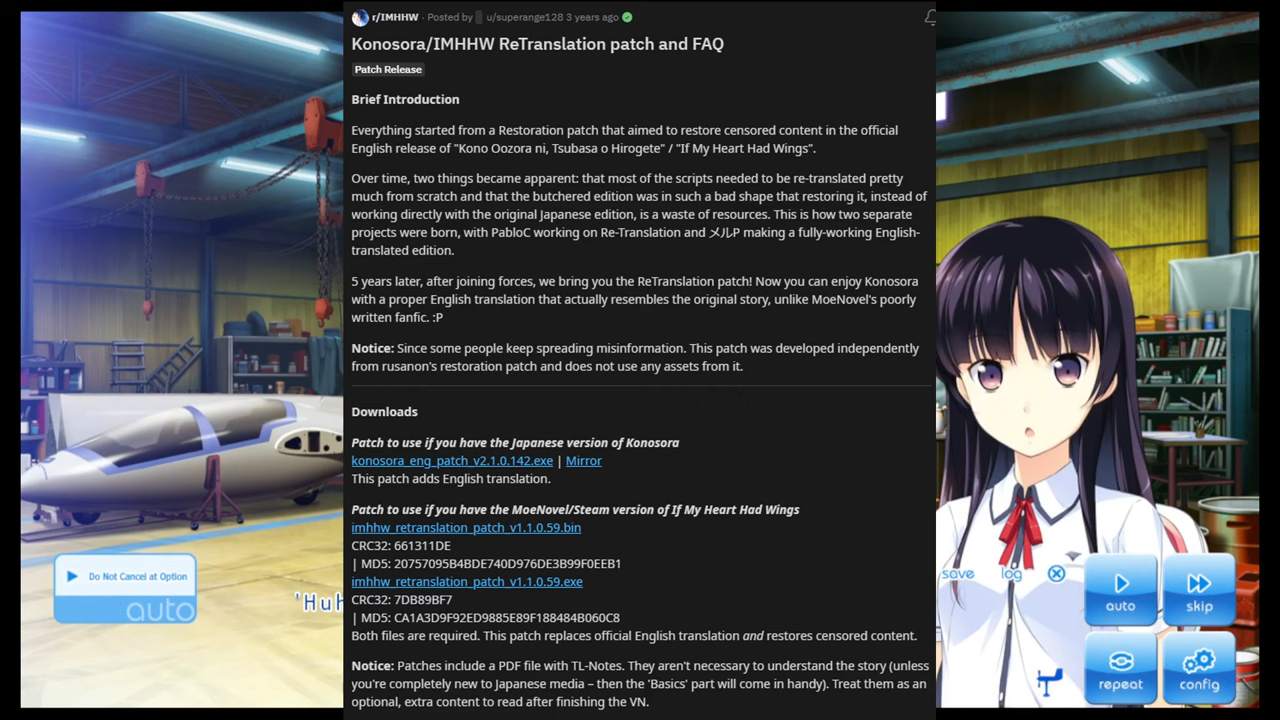 r/IMHHW · Posted by u/superange128 3 years ago
Konosora/IMHHW ReTranslation patch and FAQ
Patch Release
Brief Introduction
Everything started from a Restoration patch that aimed to restore censored content in the official
English release of "Kono Oozora ni, Tsubasa o Hirogete" / "If My Heart Had Wings".
Over time, two things became apparent: that most of the scripts needed to be re-translated pretty
much from scratch and that the butchered edition was in such a bad shape that restoring it, instead of
working directly with the original Japanese edition, is a waste of resources. This is how two separate
projects were born, with PabloC working on Re-Translation and メルP making a fully-working English-
translated edition.
5 years later, after joining forces, we bring you the ReTranslation patch! Now you can enjoy Konosora
with a proper English translation that actually resembles the original story, unlike MoeNovel's poorly
written fanfic. :P
Notice: Since some people keep spreading misinformation. This patch was developed independently
from rusanon's restoration patch and does not use any assets from it.
Downloads
Patch to use if you have the Japanese version of Konosora
konosora_eng_patch_v2.1.0.142.exe | Mirror
This patch adds English translation.
Patch to use if you have the MoeNovel/Steam version of If My Heart Had Wings
imhhw_retranslation_patch_v1.1.0.59.bin
CRC32: 661311DE
| MD5: 20757095B4BDE740D976DE3B99F0EEB1
imhhw_retranslation_patch_v1.1.0.59.exe
CRC32: 7DB89BF7
| MD5: CA1A3D9F92ED9885E89F188484B060C8
Both files are required. This patch replaces official English translation and restores censored content.
Notice: Patches include a PDF file with TL-Notes. They aren't necessary to understand the story (unless
you're completely new to Japanese media – then the 'Basics' part will come in handy). Treat them as an
optional, extra content to read after finishing the VN.
Do Not Cancel at Option
auto
'Huh
save log
auto skip
repeat config